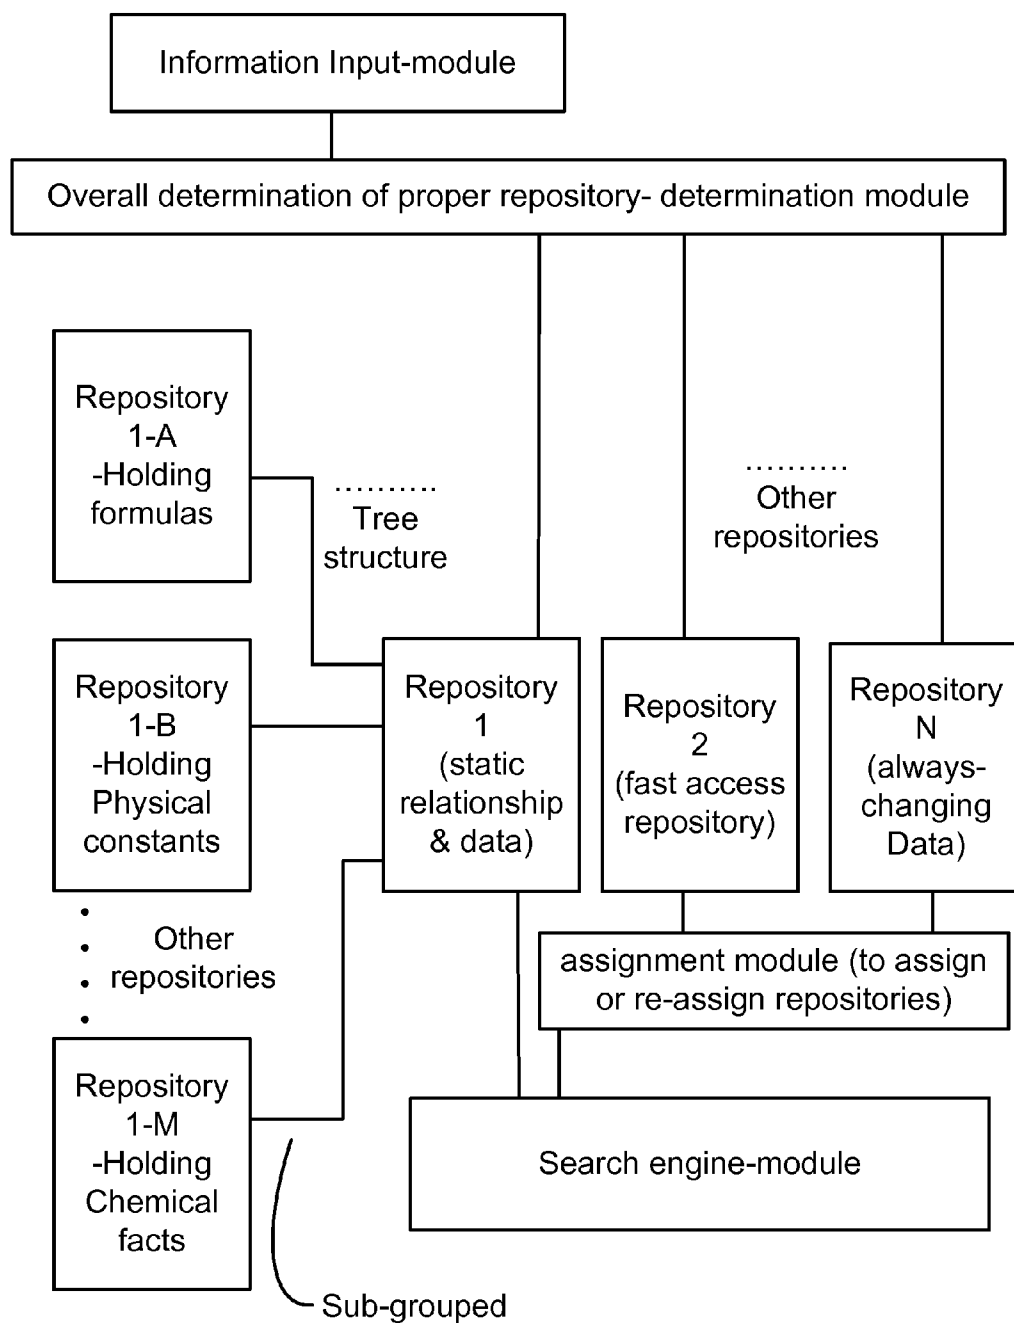 Information Input-module
Overall determination of proper repository- determination module
Repository
1-A
-Holding
formulas
..........
Tree
structure
..........
Other
repositories
Repository
1-B
-Holding
Physical
constants
Repository
1
(static
relationship
& data)
Repository
2
(fast access
repository)
Repository
N
(always-
changing
Data)
Other
repositories
assignment module (to assign
or re-assign repositories)
Repository
1-M
-Holding
Chemical
facts
Search engine-module
Sub-grouped